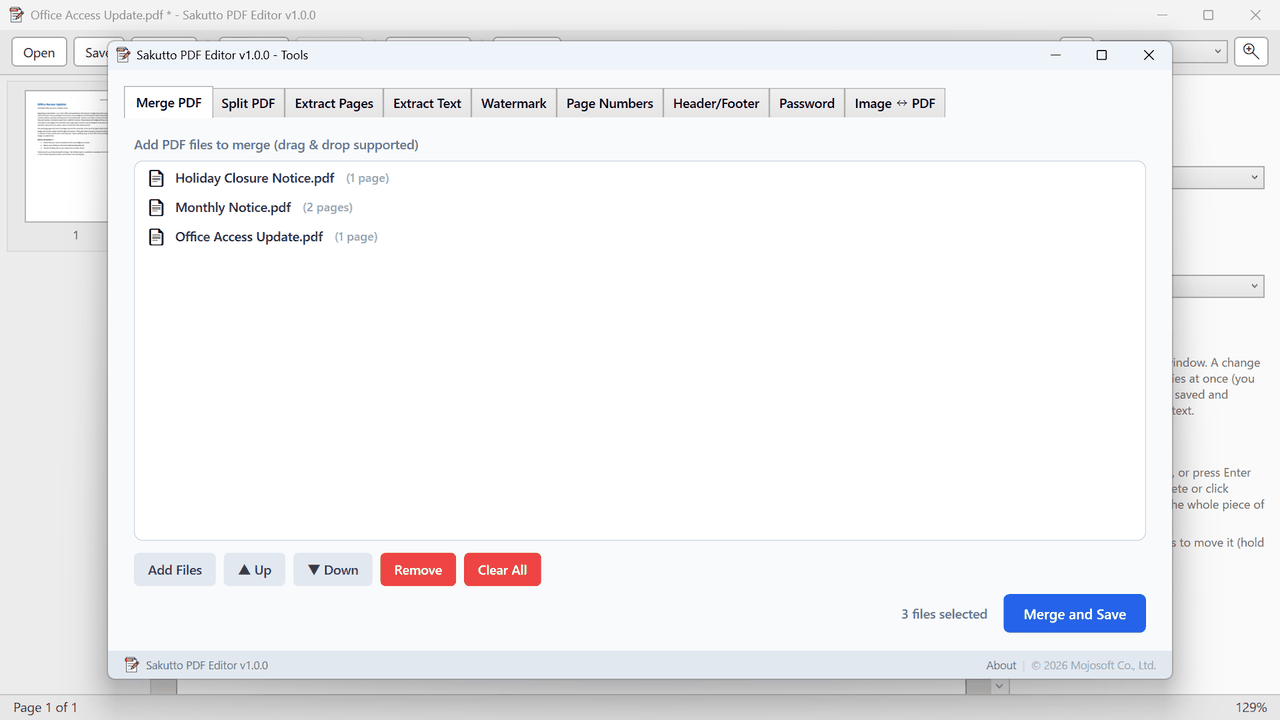 Office Access Update.pdf * - Sakutto PDF Editor v1.0.0
Open
Save
Sakutto PDF Editor v1.0.0 - Tools
Merge PDF
Split PDF
Extract Pages
Extract Text
Watermark
Page Numbers
Header/Footer
Password
Image ↔ PDF
Add PDF files to merge (drag & drop supported)
Holiday Closure Notice.pdf (1 page)
Monthly Notice.pdf (2 pages)
Office Access Update.pdf (1 page)
1
indow. A change
ies at once (you
saved and
text.
, or press Enter
ete or click
he whole piece of
s to move it (hold
Add Files
▲ Up
▼ Down
Remove
Clear All
3 files selected
Merge and Save
Sakutto PDF Editor v1.0.0
About | © 2026 Mojosoft Co., Ltd.
Page 1 of 1
129%